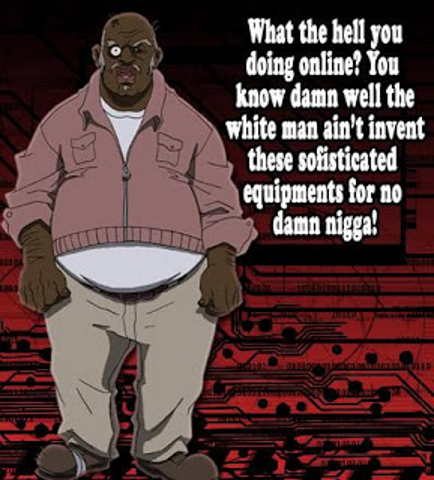 What the hell you
doing online? You
know damn well the
white man ain't invent
these sofisticated
equipments for no
damn nigga!